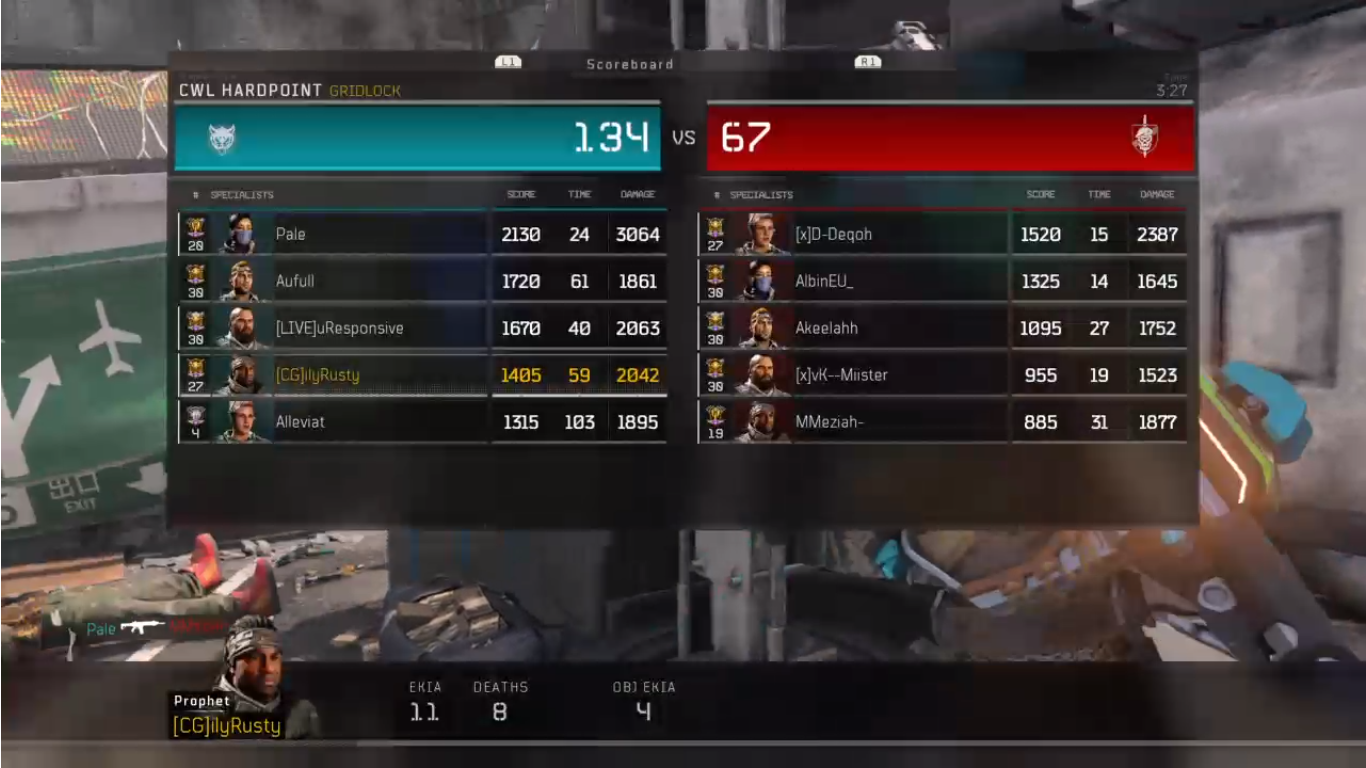 L1 Scoreboard R1
CWL HARDPOINT GRIDLOCK
3:27
134 VS 67
# SPECIALISTS SCORE TIME DAMAGE
20 Pale 2130 24 3064
30 Aufull 1720 61 1861
30 [LIVE]uResponsive 1670 40 2063
27 [CG]ilyRusty 1405 59 2042
4 Alleviat 1315 103 1895
# SPECIALISTS SCORE TIME DAMAGE
27 [x]D-Deqoh 1520 15 2387
30 AlbinEU_ 1325 14 1645
30 Akeelahh 1095 27 1752
30 [x]vK--Miister 955 19 1523
19 MMeziah- 885 31 1877
EXIT
Pale
Prophet
[CG]ilyRusty
EKIA DEATHS OBJ EKIA
11 8 4